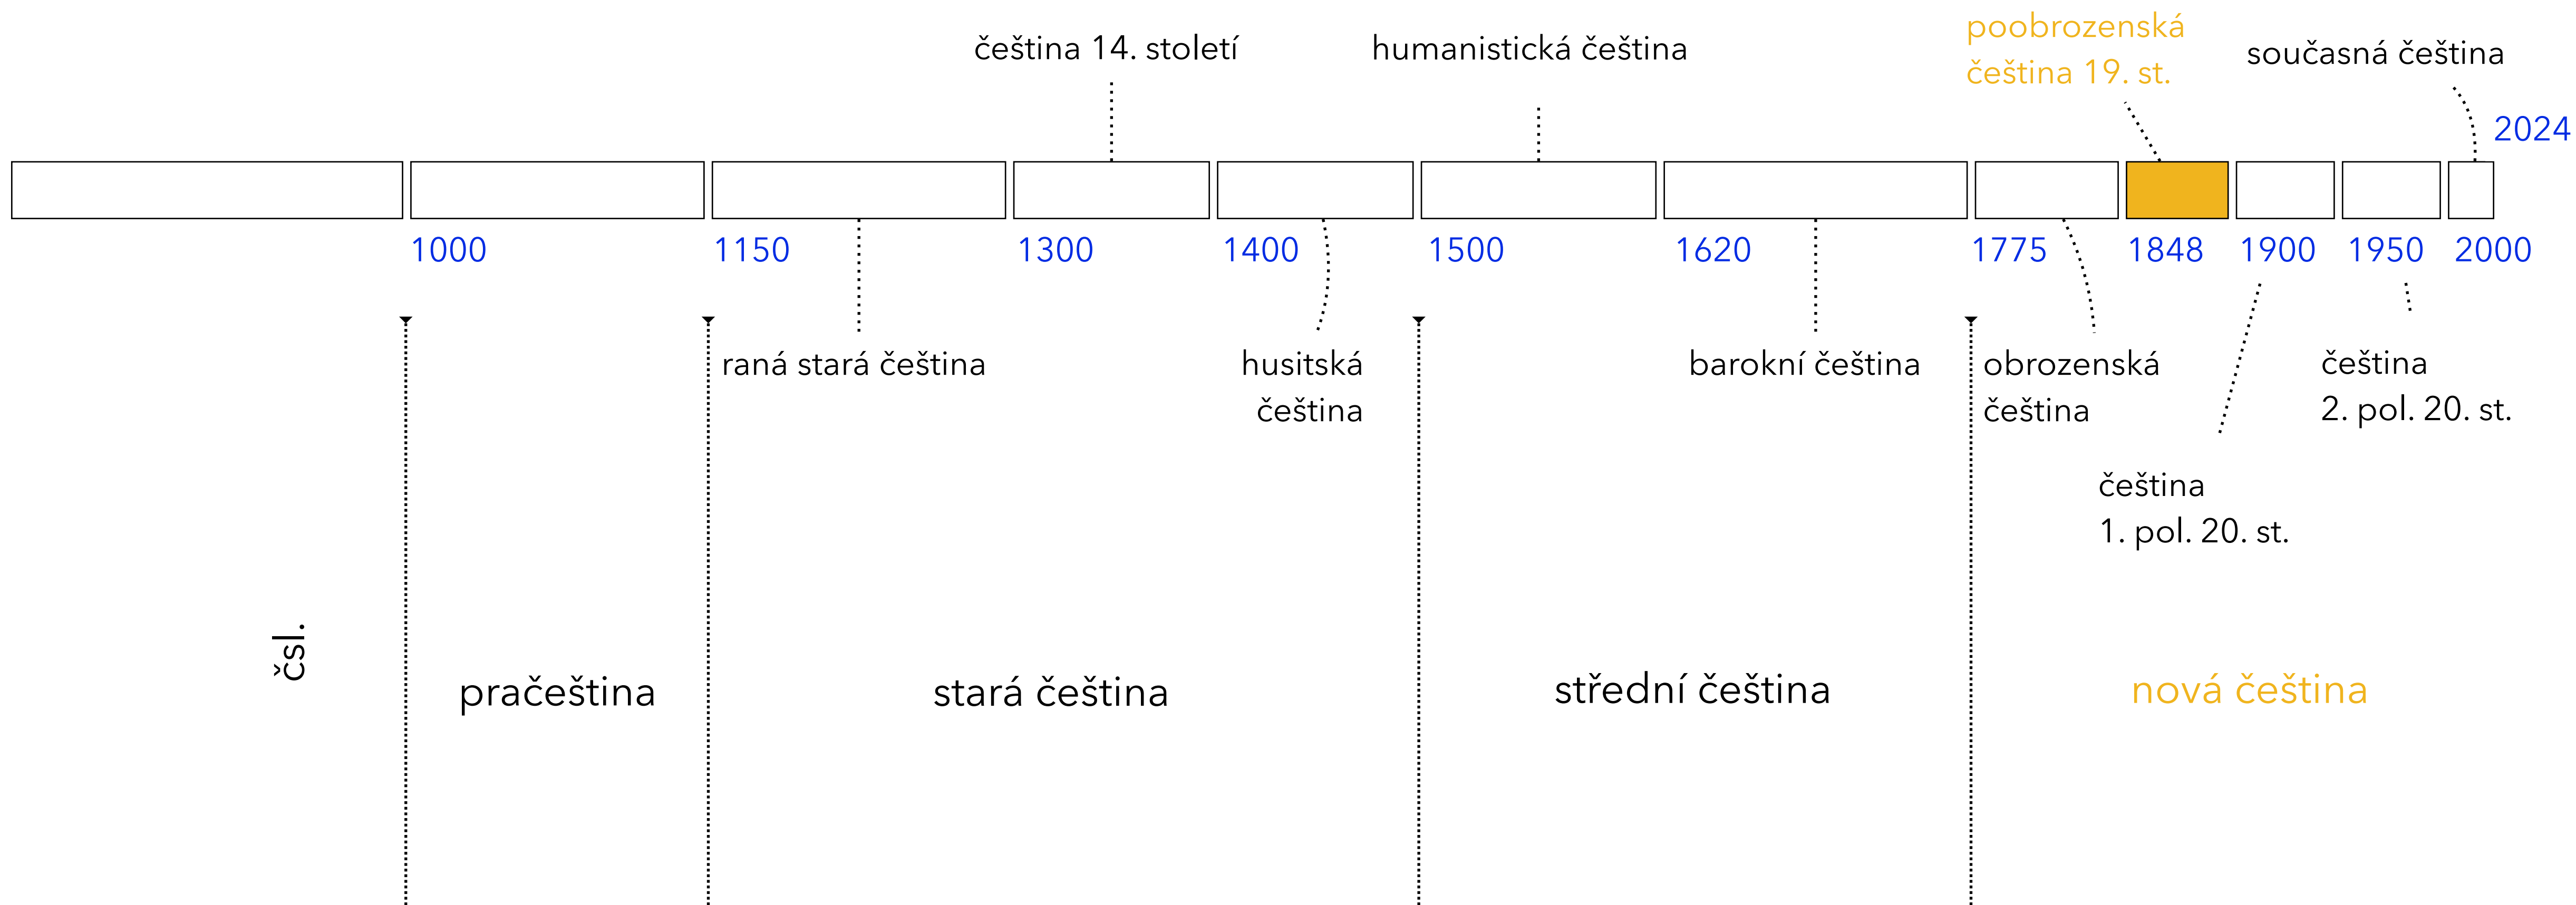 čeština 14. století
humanistická čeština
poobrozenská
čeština 19. st.
současná čeština
2024
1000
1150
1300
1400
1500
1620
1775
1848
1900
1950
2000
raná stará čeština
husitská
čeština
barokní čeština
obrozenská
čeština
čeština
2. pol. 20. st.
čeština
1. pol. 20. st.
čsl.
pračeština
stará čeština
střední čeština
nová čeština